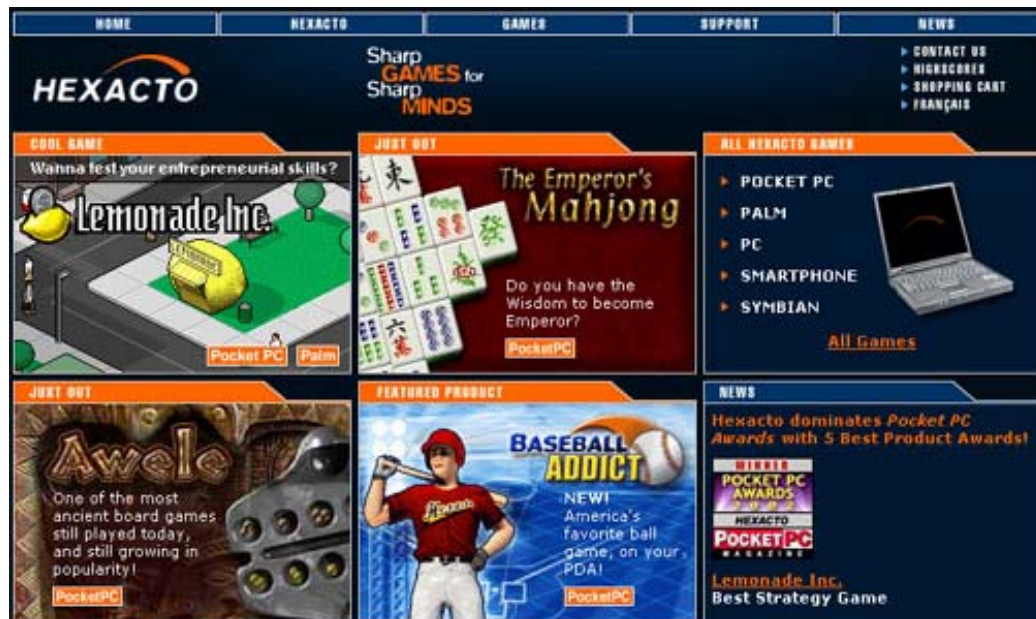 HOME
HEXACTO
GAMES
SUPPORT
NEWS
HEXACTO
Sharp
GAMES for
Sharp
MINDS
CONTACT US
HIGHSCORES
SHOPPING CART
FRANÇAIS
COOL GAME
Wanna test your entrepreneurial skills?
Lemonade Inc.
LEMONADE
Pocket PC Palm
JUST OUT
The Emperor's
Mahjong
Do you have the
Wisdom to become
Emperor?
PocketPC
ALL HEXACTO GAMES
POCKET PC
PALM
PC
SMARTPHONE
SYMBIAN
All Games
JUST OUT
Awele
One of the most
ancient board games
still played today,
and still growing in
popularity!
PocketPC
FEATURED PRODUCT
BASEBALL
ADDICT
NEW!
America's
favorite ball
game, on your
PDA!
Hexacto
PocketPC
NEWS
Hexacto dominates Pocket PC
Awards with 5 Best Product Awards!
WINNER
POCKET PC
AWARDS
2002
HEXACTO
POCKET PC
MAGAZINE
Lemonade Inc.
Best Strategy Game